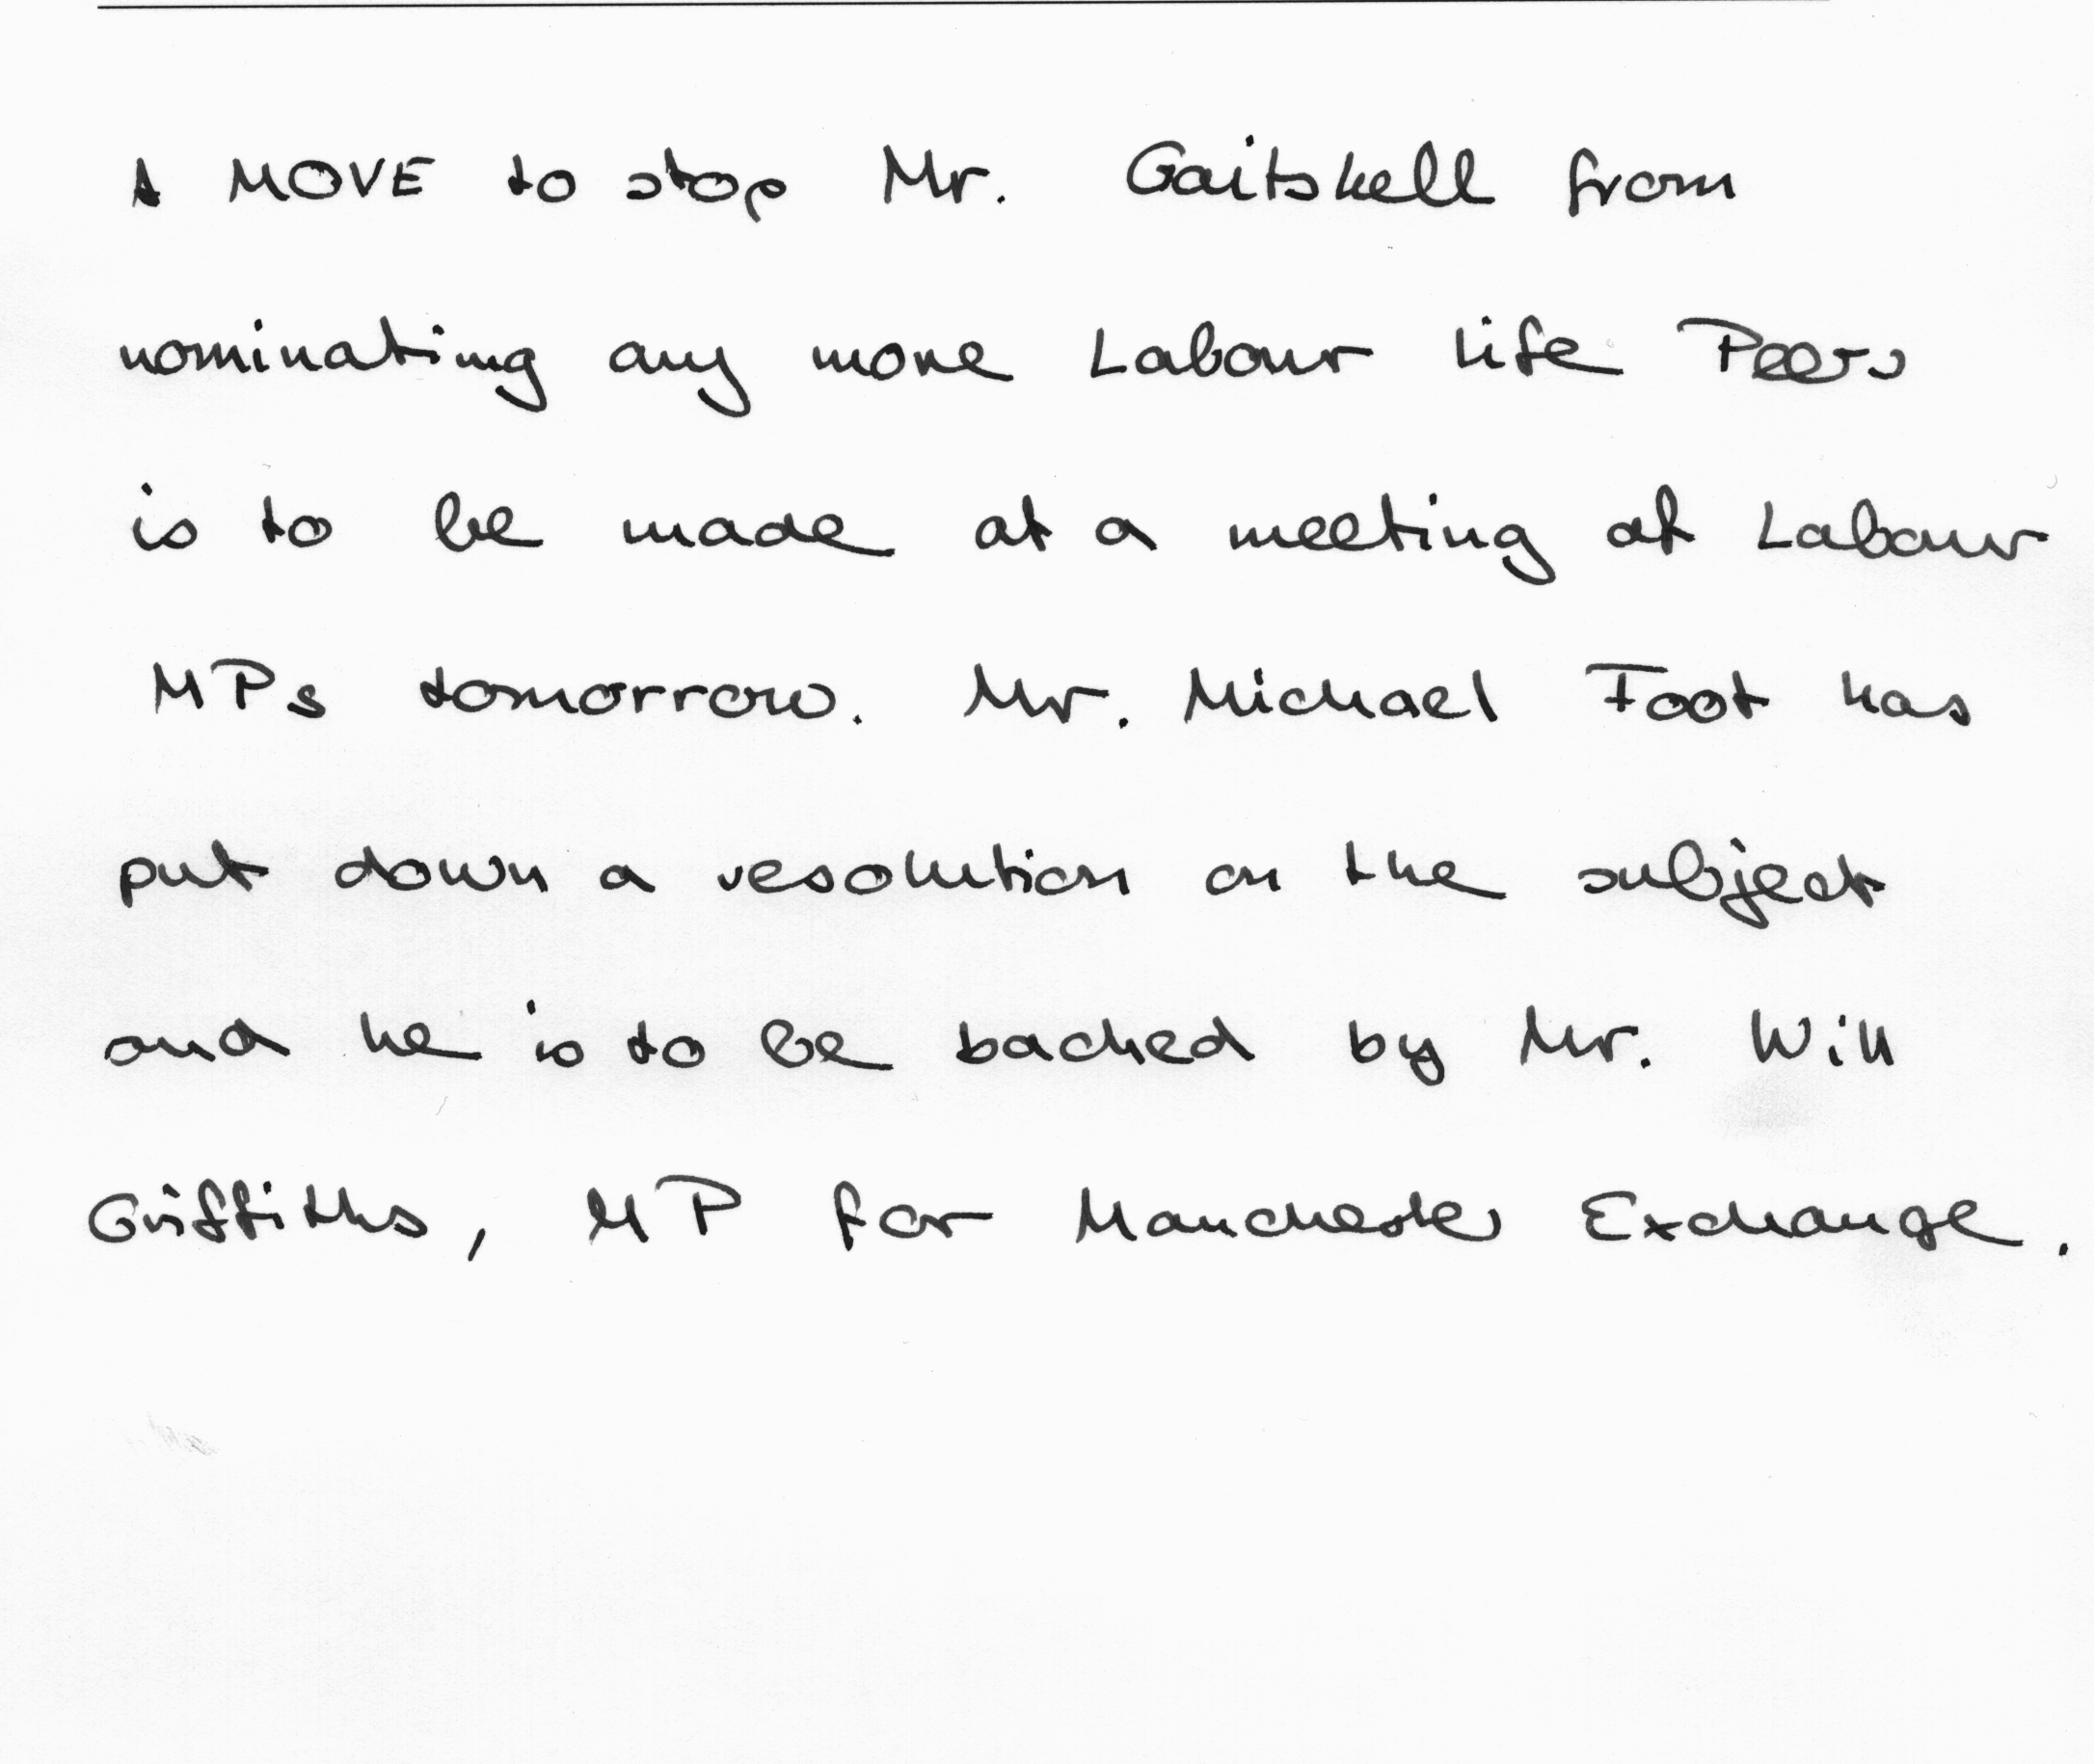 A MOVE to stop Mr. Gaitskell from
nominating any more Labour life Peers
is to be made at a meeting of Labour
MPs tomorrow. Mr. Michael Foot has
put down a resolution on the subject
and he is to be backed by Mr. Will
Griffiths, MP for Manchester Exchange.